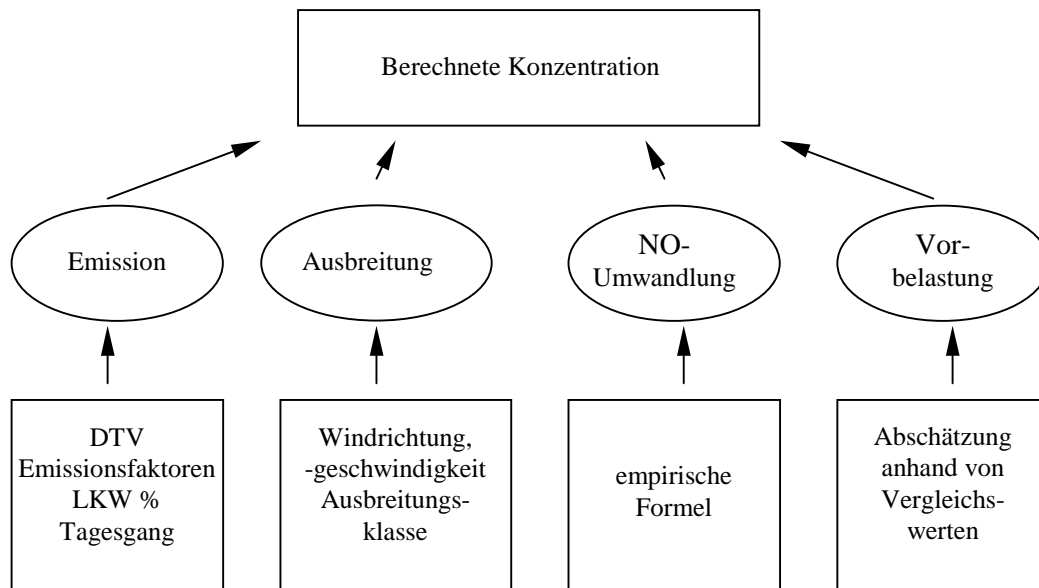 Berechnete Konzentration
Emission
Ausbreitung
NO-
Umwandlung
Vor-
belastung
DTV
Emissionsfaktoren
LKW %
Tagesgang
Windrichtung,
-geschwindigkeit
Ausbreitungs-
klasse
empirische
Formel
Abschätzung
anhand von
Vergleichs-
werten